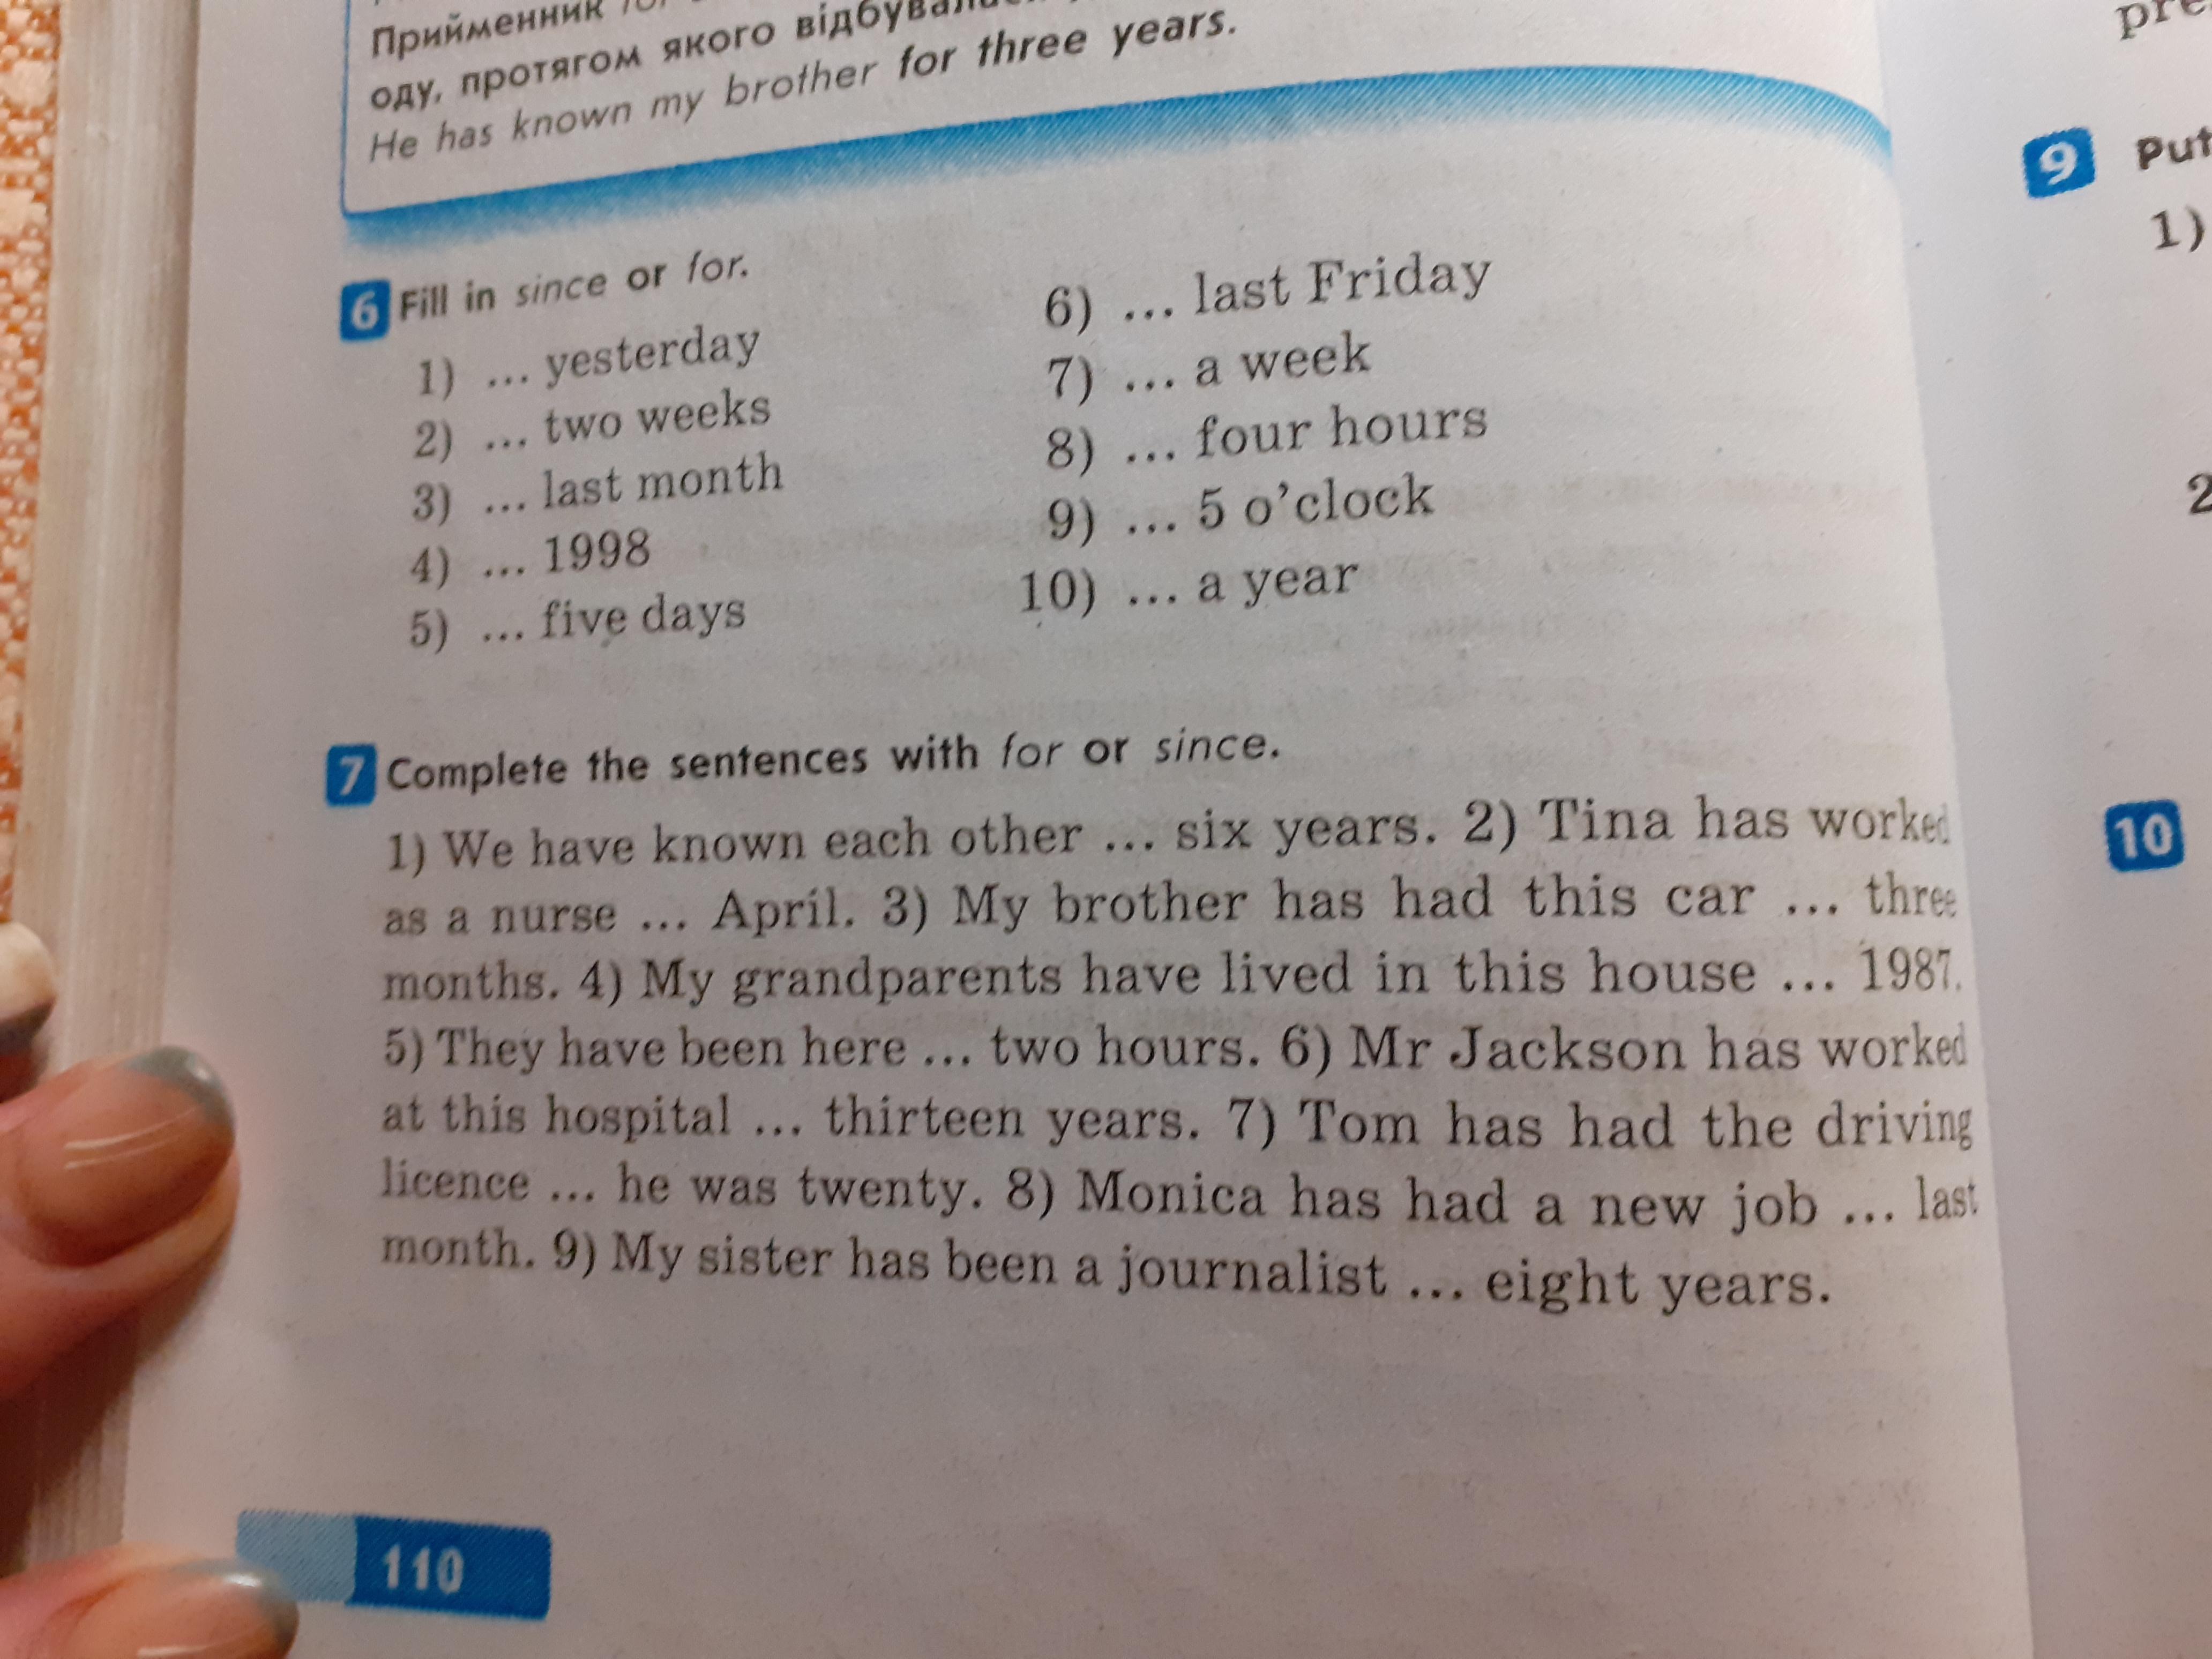 Прийменник for
оду, протягом якого
He has known my brother for three years.
6 Fill in since or for.
1) ... yesterday
2) ... two weeks
3) ... last month
4) ... 1998
5) ... five days
6) ... last Friday
7) ... a week
8) ... four hours
9) ... 5 o'clock
10) ... a year
7 Complete the sentences with for or since.
1) We have known each other ... six years. 2) Tina has worked
as a nurse ... April. 3) My brother has had this car ... three
months. 4) My grandparents have lived in this house ... 1987.
5) They have been here ... two hours. 6) Mr Jackson has worked
at this hospital ... thirteen years. 7) Tom has had the driving
licence ... he was twenty. 8) Monica has had a new job ... last
month. 9) My sister has been a journalist ... eight years.
110
9 Put
1)
2
10